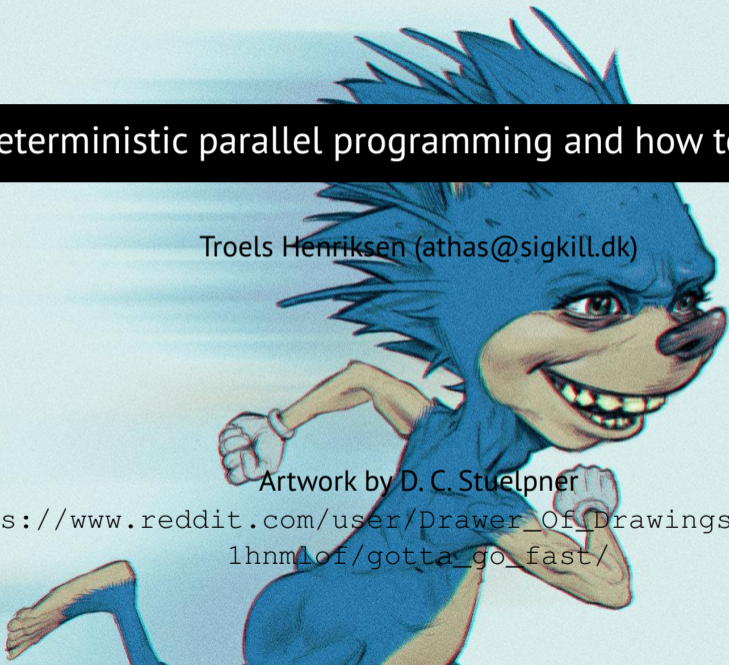 eterministic parallel programming and how t
Troels Henriksen (athas@sigkill.dk)
Artwork by D. C. Stuelpner
s://www.reddit.com/user/Drawer_Of_Drawings
1hnmlof/gotta_go_fast/